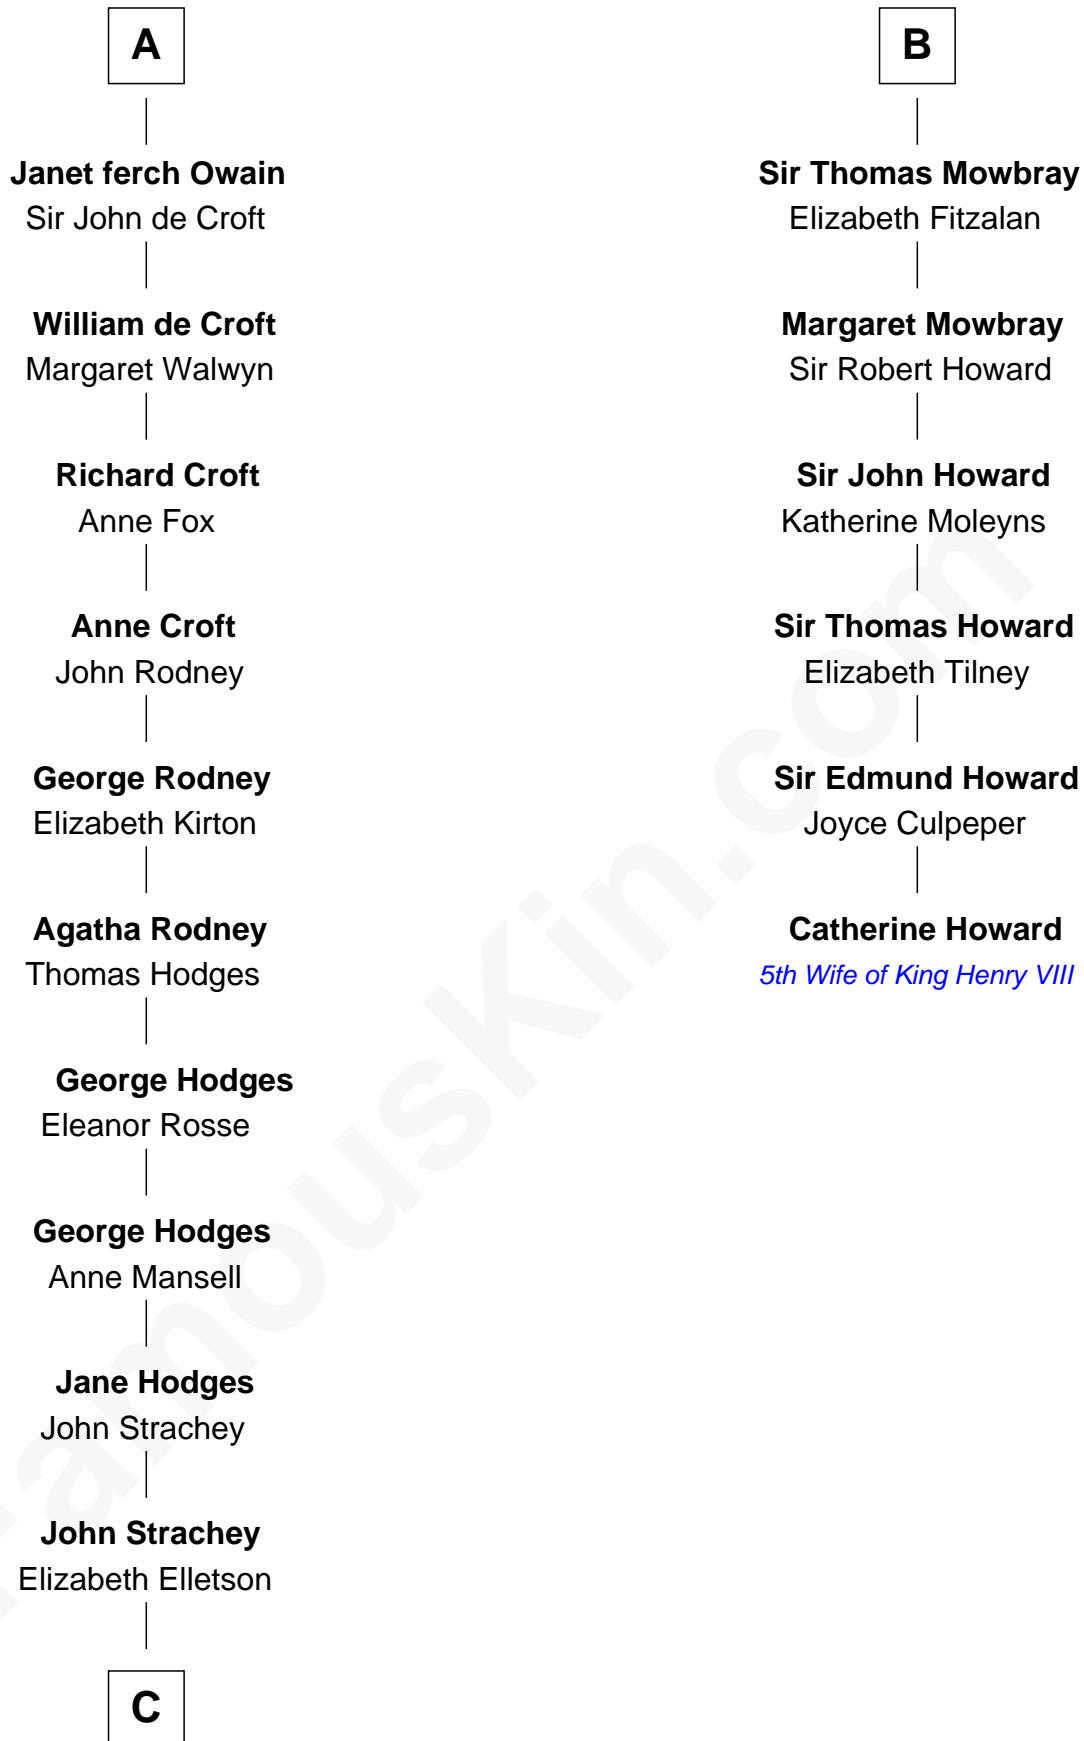 A
Janet ferch Owain
Sir John de Croft
William de Croft
Margaret Walwyn
Richard Croft
Anne Fox
Anne Croft
John Rodney
George Rodney
Elizabeth Kirton
Agatha Rodney
Thomas Hodges
George Hodges
Eleanor Rosse
George Hodges
Anne Mansell
Jane Hodges
John Strachey
John Strachey
Elizabeth Elletson
C
B
Sir Thomas Mowbray
Elizabeth Fitzalan
Margaret Mowbray
Sir Robert Howard
Sir John Howard
Katherine Moleyns
Sir Thomas Howard
Elizabeth Tilney
Sir Edmund Howard
Joyce Culpeper
Catherine Howard
5th Wife of King Henry VIII
FamousKin.com